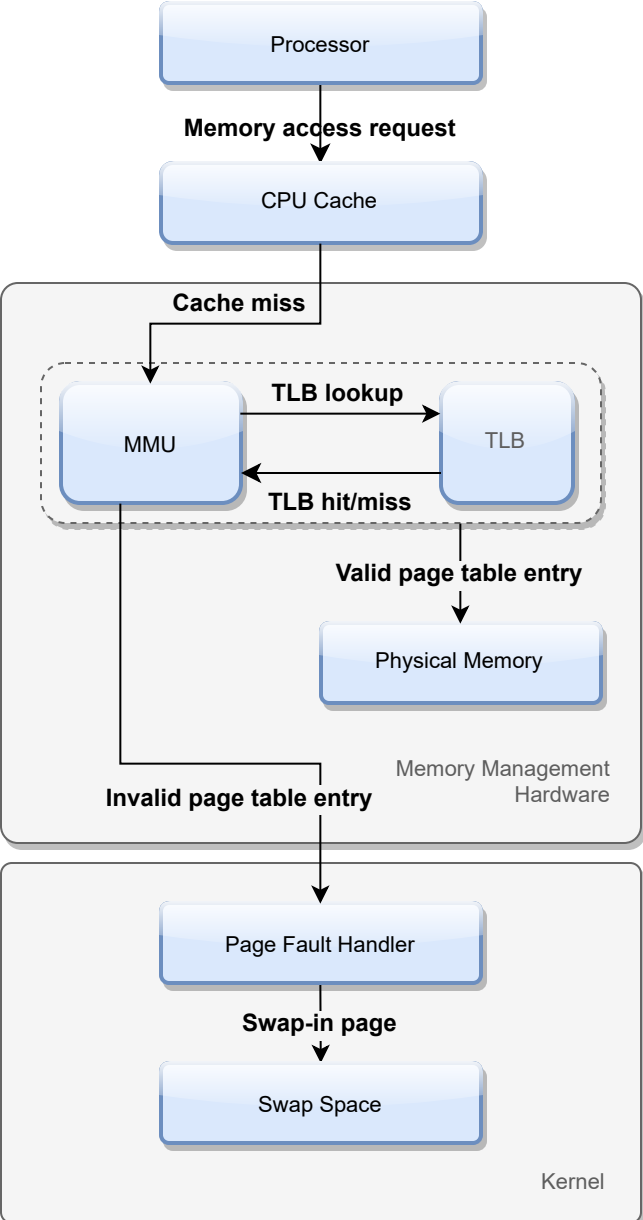 Processor
Memory access request
CPU Cache
Cache miss
TLB lookup
MMU
TLB
TLB hit/miss
Valid page table entry
Physical Memory
Memory Management
Hardware
Invalid page table entry
Page Fault Handler
Swap-in page
Swap Space
Kernel